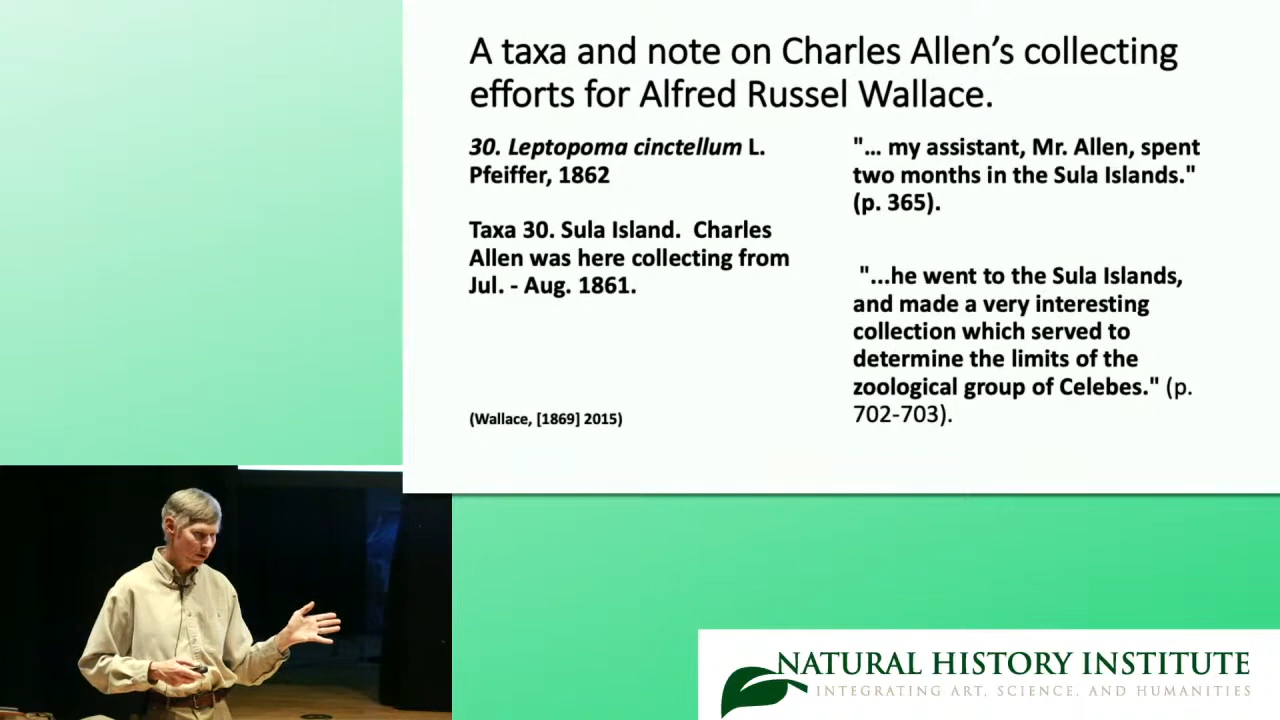 A taxa and note on Charles Allen’s collecting
efforts for Alfred Russel Wallace.
30. Leptopoma cinctellum L.
Pfeiffer, 1862
Taxa 30. Sula Island.  Charles
Allen was here collecting from
Jul. - Aug. 1861.
(Wallace, [1869] 2015)
"... my assistant, Mr. Allen, spent
two months in the Sula Islands."
(p. 365).
"...he went to the Sula Islands,
and made a very interesting
collection which served to
determine the limits of the
zoological group of Celebes." (p.
702-703).
NATURAL HISTORY INSTITUTE
INTEGRATING ART, SCIENCE, AND HUMANITIES